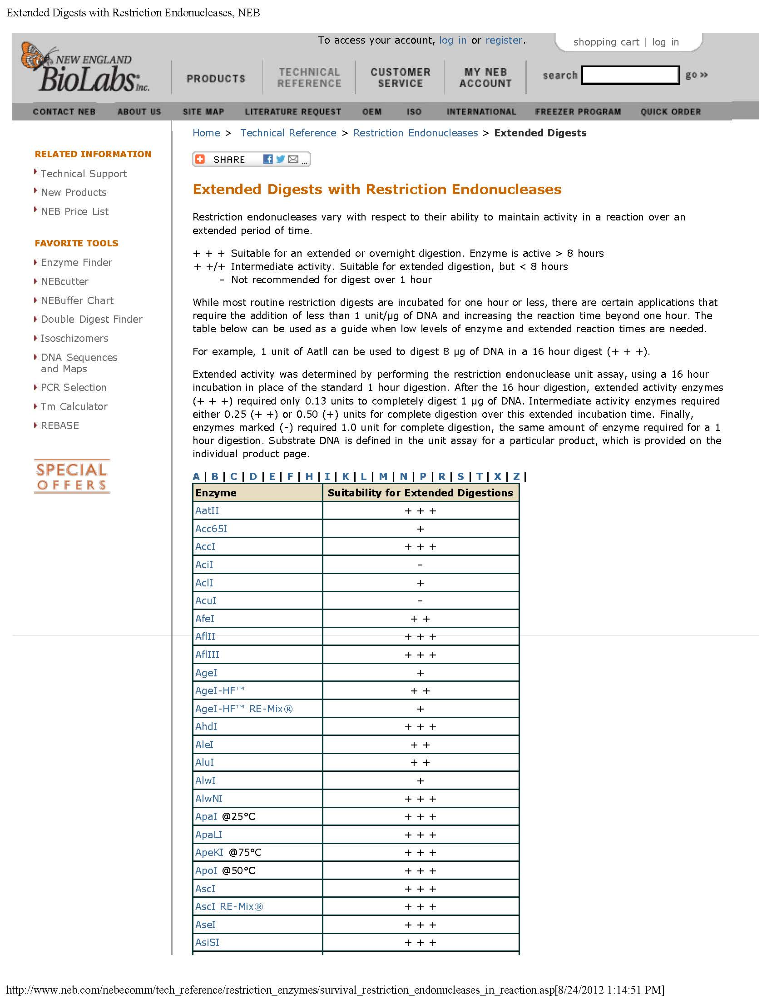 Extended Digests with Restriction Endonucleases, NEB
To access your account, log in or register.
shopping cart | log in
NEW ENGLAND
BioLabs Inc.
PRODUCTS
TECHNICAL
REFERENCE
CUSTOMER
SERVICE
MY NEB
ACCOUNT
search
go »
CONTACT NEB ABOUT US SITE MAP LITERATURE REQUEST OEM ISO INTERNATIONAL FREEZER PROGRAM QUICK ORDER
RELATED INFORMATION
Technical Support
New Products
NEB Price List
FAVORITE TOOLS
Enzyme Finder
NEBcutter
NEBuffer Chart
Double Digest Finder
Isoschizomers
DNA Sequences
and Maps
PCR Selection
Tm Calculator
REBASE
SPECIAL
OFFERS
Home > Technical Reference > Restriction Endonucleases > Extended Digests
SHARE ...
Extended Digests with Restriction Endonucleases
Restriction endonucleases vary with respect to their ability to maintain activity in a reaction over an
extended period of time.
+ + + Suitable for an extended or overnight digestion. Enzyme is active > 8 hours
+ +/+ Intermediate activity. Suitable for extended digestion, but < 8 hours
– Not recommended for digest over 1 hour
While most routine restriction digests are incubated for one hour or less, there are certain applications that
require the addition of less than 1 unit/µg of DNA and increasing the reaction time beyond one hour. The
table below can be used as a guide when low levels of enzyme and extended reaction times are needed.
For example, 1 unit of Aatll can be used to digest 8 µg of DNA in a 16 hour digest (+ + +).
Extended activity was determined by performing the restriction endonuclease unit assay, using a 16 hour
incubation in place of the standard 1 hour digestion. After the 16 hour digestion, extended activity enzymes
(+ + +) required only 0.13 units to completely digest 1 µg of DNA. Intermediate activity enzymes required
either 0.25 (+ +) or 0.50 (+) units for complete digestion over this extended incubation time. Finally,
enzymes marked (-) required 1.0 unit for complete digestion, the same amount of enzyme required for a 1
hour digestion. Substrate DNA is defined in the unit assay for a particular product, which is provided on the
individual product page.
A | B | C | D | E | F | H | I | K | L | M | N | P | R | S | T | X | Z |
Enzyme Suitability for Extended Digestions
AatII + + +
Acc65I +
AccI + + +
AciI –
AclI +
AcuI –
AfeI + +
AflII + + +
AflIII + + +
AgeI +
AgeI-HF™ + +
AgeI-HF™ RE-Mix® +
AhdI + + +
AleI + +
AluI + +
AlwI +
AlwNI + + +
ApaI @25°C + + +
ApaLI + + +
ApeKI @75°C + + +
ApoI @50°C + + +
AscI + + +
AscI RE-Mix® + + +
AseI + + +
AsiSI + + +
http://www.neb.com/nebecomm/tech_reference/restriction_enzymes/survival_restriction_endonucleases_in_reaction.asp[8/24/2012 1:14:51 PM]